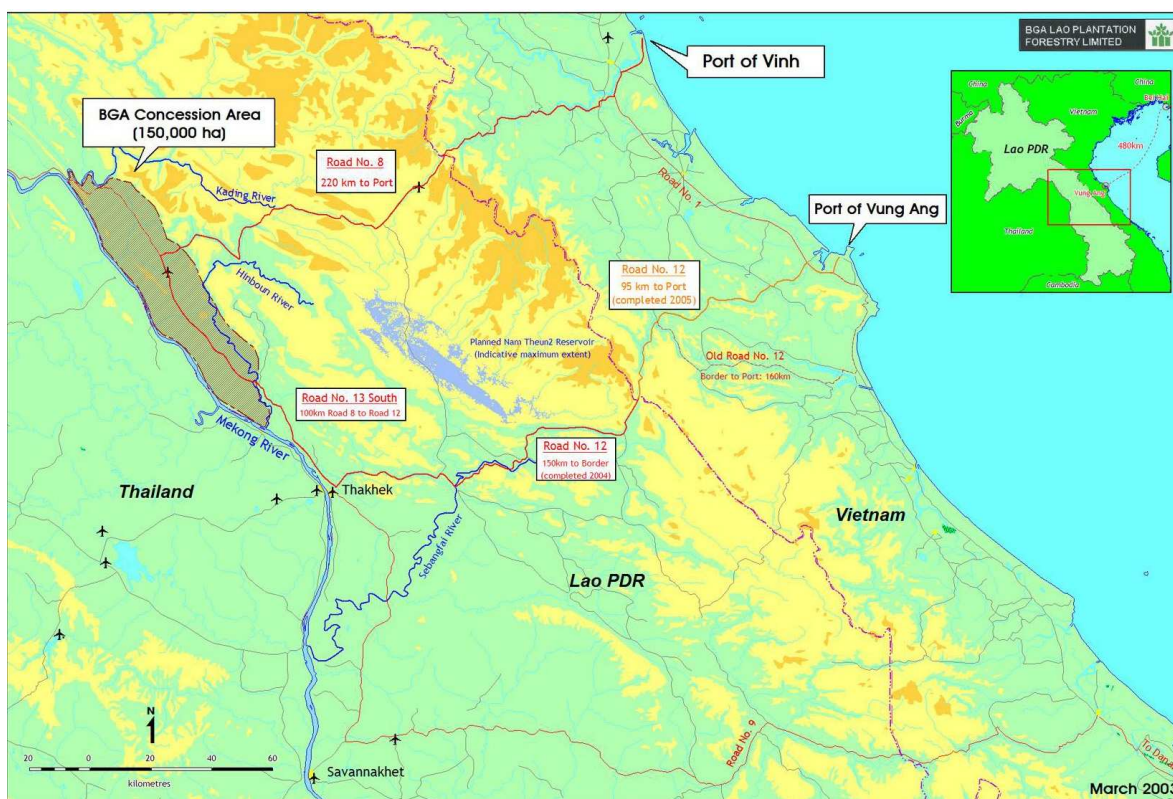 BGA LAO PLANTATION
FORESTRY LIMITED
Port of Vinh
BGA Concession Area
(150,000 ha)
Road No. 8
220 km to Port
Kading River
Road No. 1
Port of Vung Ang
China
China
Vietnam
Burma
Lao PDR
480km
Vung Ang
Thailand
Cambodia
Hinboun River
Road No. 12
95 km to Port
(completed 2005)
Planned Nam Theun2 Reservoir
(Indicative maximum extent)
Old Road No. 12
Border to Port: 160km
Road No. 13 South
100km Road 8 to Road 12
Mekong River
Road No. 12
150km to Border
(completed 2004)
Thailand
Thakhek
Sebangfai River
Vietnam
Lao PDR
N
20 0 20 40 60
kilometres
Savannakhet
Road No. 9
To Danang
March 2003